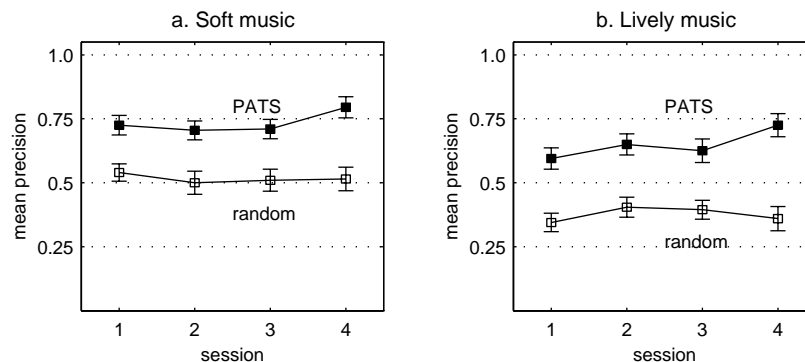 a. Soft music
1.0
0.75
0.5
0.25
mean precision
PATS
random
1
2
3
4
session
b. Lively music
1.0
0.75
0.5
0.25
mean precision
PATS
random
1
2
3
4
session